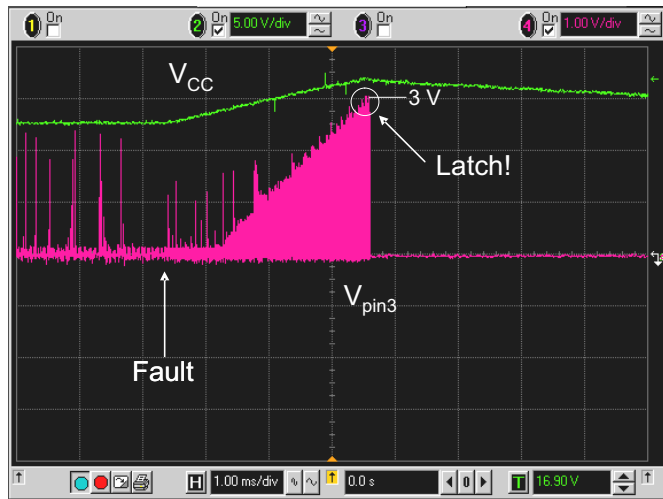 1 On 2 On 5.00 V/div 3 On 4 On 1.00 V/div
VCC
3 V
Latch!
Vpin3
Fault
H 1.00 ms/div 0.0 s 0 T 16.90 V